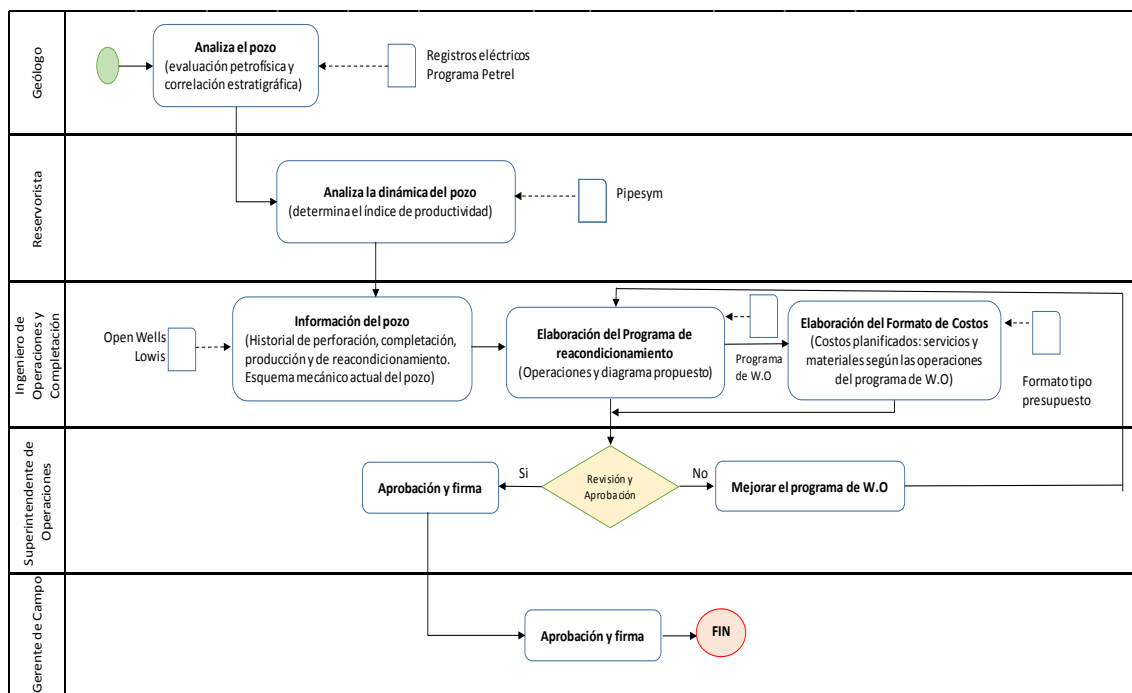 Geólogo
Analiza el pozo
(evaluación petrofísica y
correlación estratigráfica)
Registros eléctricos
Programa Petrel
Reservorista
Analiza la dinámica del pozo
(determina el índice de productividad)
Pipesym
Ingeniero de
Operaciones y
Completación
Open Wells
Lowis
Información del pozo
(Historial de perforación, completación,
producción y de reacondicionamiento.
Esquema mecánico actual del pozo)
Elaboración del Programa de
reacondicionamiento
(Operaciones y diagrama propuesto)
Programa
de W.O
Elaboración del Formato de Costos
(Costos planificados: servicios y
materiales según las operaciones
del programa de W.O)
Formato tipo
presupuesto
Superintendente de
Operaciones
Aprobación y firma
Si
Revisión y
Aprobación
No
Mejorar el programa de W.O
Gerente de Campo
Aprobación y firma
FIN